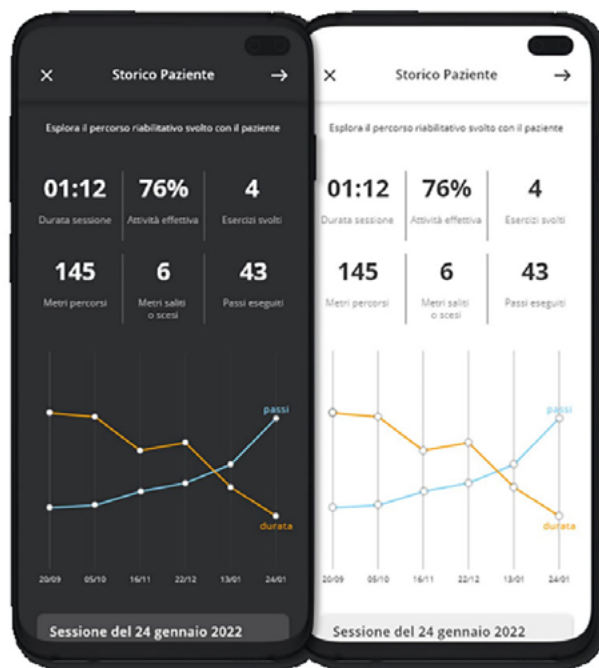 Storico Paziente
Esplora il percorso riabilitativo svolto con il paziente
01:12 76% 4
Durata sessione Attività effettiva Esercizi svolti
145 6 43
Metri percorsi Metri saliti o scesi Passi eseguiti
passi
durata
20/09 05/10 16/11 22/12 13/01 24/01
Sessione del 24 gennaio 2022
Storico Paziente
Esplora il percorso riabilitativo svolto con il paziente
01:12 76% 4
Durata sessione Attività effettiva Esercizi svolti
145 6 43
Metri percorsi Metri saliti o scesi Passi eseguiti
passi
durata
20/09 05/10 16/11 22/12 13/01 24/01
Sessione del 24 gennaio 2022